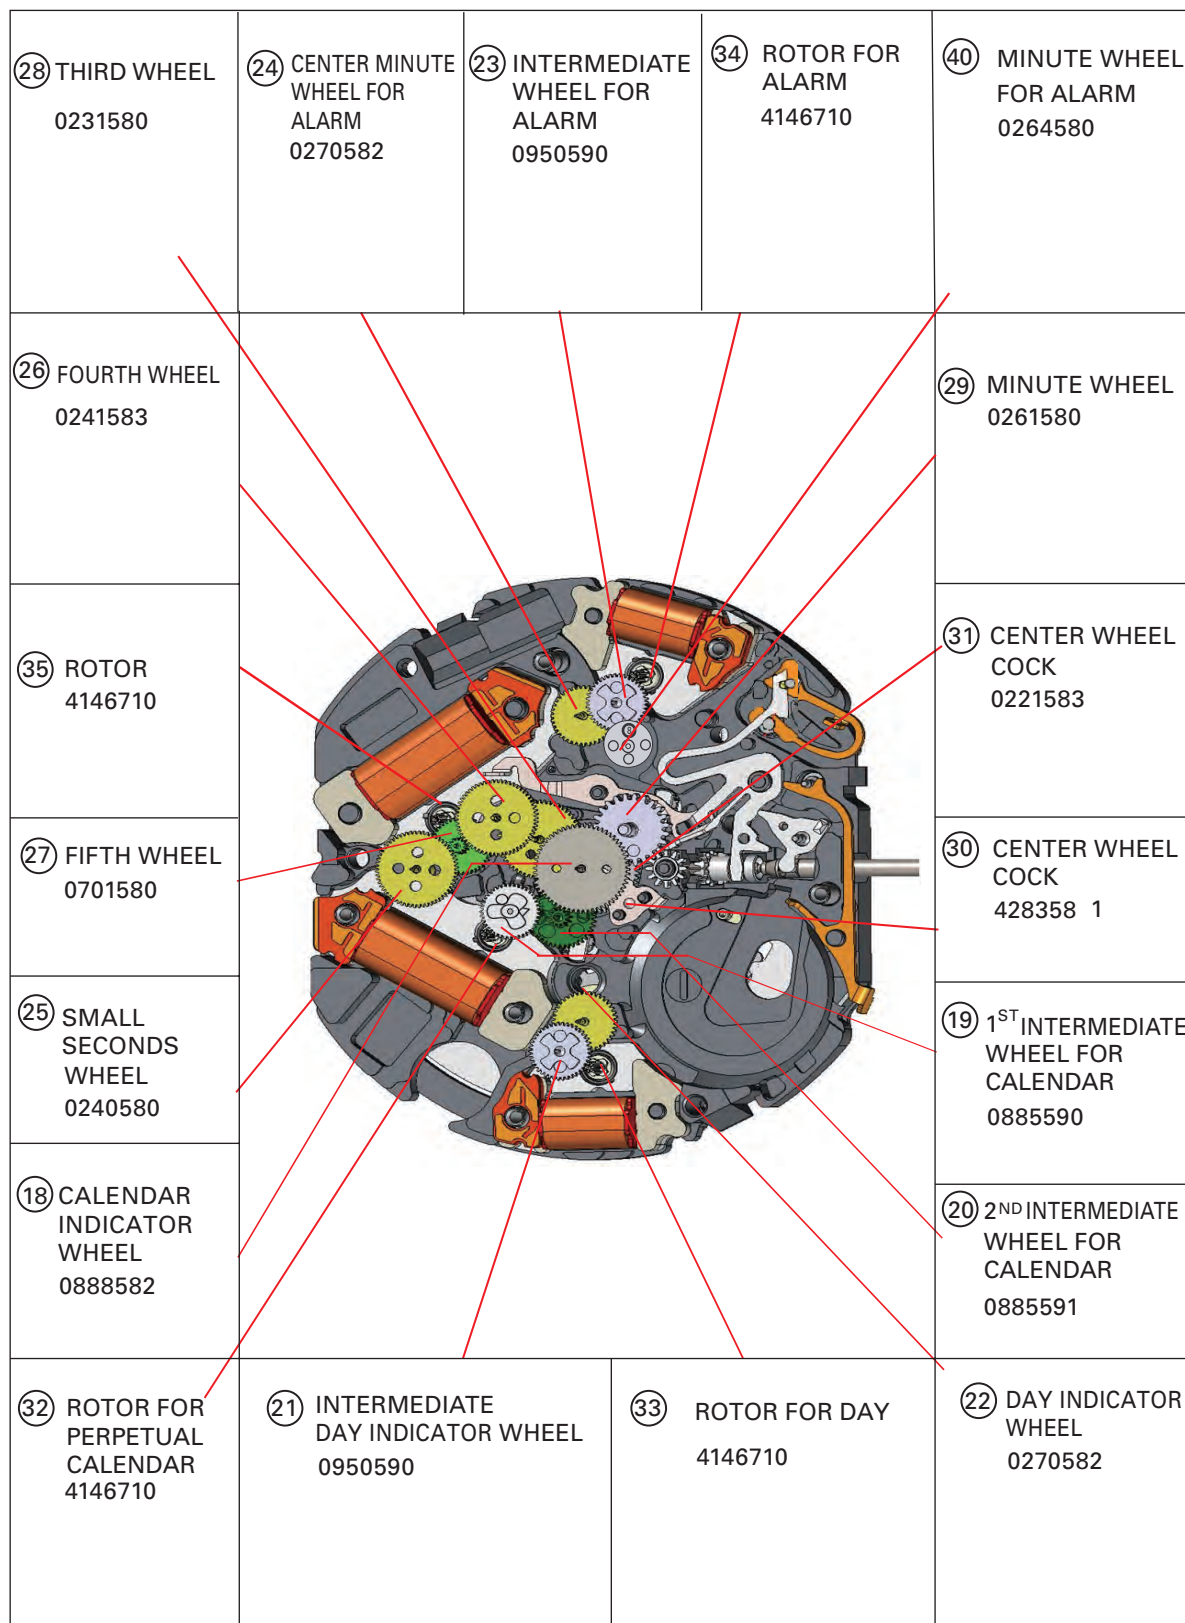 28 THIRD WHEEL
0231580
24 CENTER MINUTE
WHEEL FOR
ALARM
0270582
23 INTERMEDIATE
WHEEL FOR
ALARM
0950590
34 ROTOR FOR
ALARM
4146710
40 MINUTE WHEEL
FOR ALARM
0264580
26 FOURTH WHEEL
0241583
29 MINUTE WHEEL
0261580
35 ROTOR
4146710
31 CENTER WHEEL
COCK
0221583
27 FIFTH WHEEL
0701580
30 CENTER WHEEL
COCK
428358 1
25 SMALL
SECONDS
WHEEL
0240580
19 1ST INTERMEDIATE
WHEEL FOR
CALENDAR
0885590
18 CALENDAR
INDICATOR
WHEEL
0888582
20 2ND INTERMEDIATE
WHEEL FOR
CALENDAR
0885591
32 ROTOR FOR
PERPETUAL
CALENDAR
4146710
21 INTERMEDIATE
DAY INDICATOR WHEEL
0950590
33 ROTOR FOR DAY
4146710
22 DAY INDICATOR
WHEEL
0270582